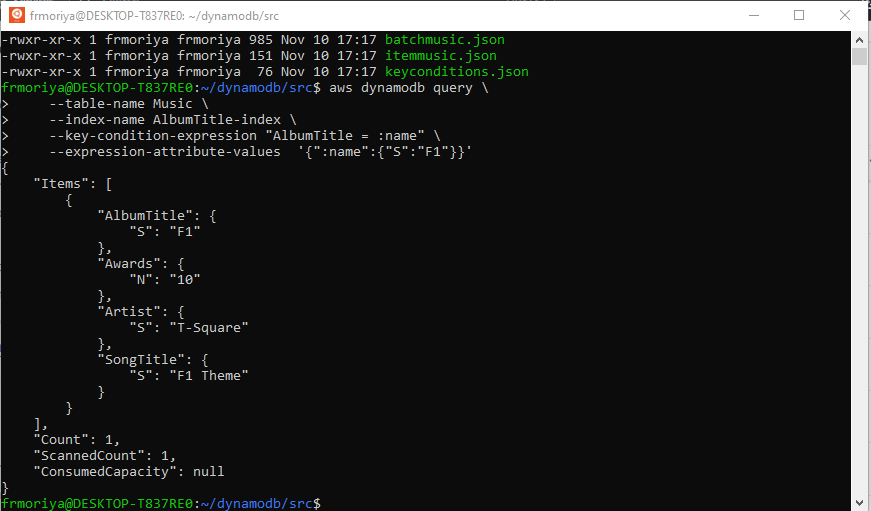 frmoriya@DESKTOP-T837RE0: ~/dynamodb/src
-rwxr-xr-x 1 frmoriya frmoriya 985 Nov 10 17:17 batchmusic.json
-rwxr-xr-x 1 frmoriya frmoriya 151 Nov 10 17:17 itemmusic.json
-rwxr-xr-x 1 frmoriya frmoriya  76 Nov 10 17:17 keyconditions.json
frmoriya@DESKTOP-T837RE0:~/dynamodb/src$ aws dynamodb query \
>     --table-name Music \
>     --index-name AlbumTitle-index \
>     --key-condition-expression "AlbumTitle = :name" \
>     --expression-attribute-values  '{":name":{"S":"F1"}}'
{
    "Items": [
        {
            "AlbumTitle": {
                "S": "F1"
            },
            "Awards": {
                "N": "10"
            },
            "Artist": {
                "S": "T-Square"
            },
            "SongTitle": {
                "S": "F1 Theme"
            }
        }
    ],
    "Count": 1,
    "ScannedCount": 1,
    "ConsumedCapacity": null
}
frmoriya@DESKTOP-T837RE0:~/dynamodb/src$